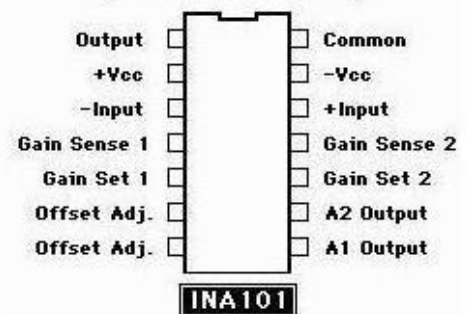 Output Common
+Vcc -Vcc
-Input +Input
Gain Sense 1 Gain Sense 2
Gain Set 1 Gain Set 2
Offset Adj. A2 Output
Offset Adj. A1 Output
INA101